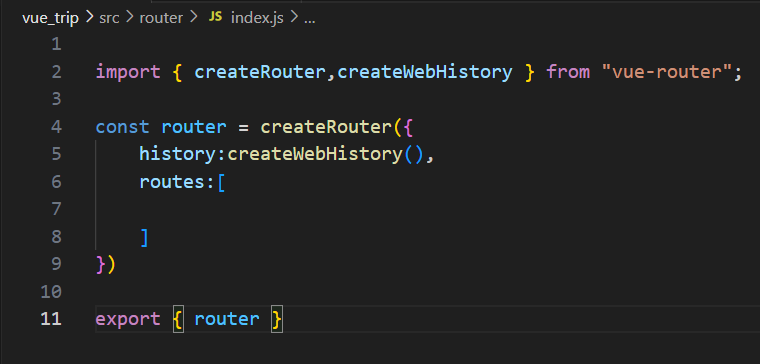 vue_trip > src > router > JS index.js > ...
1
2 import { createRouter,createWebHistory } from "vue-router";
3
4 const router = createRouter({
5     history:createWebHistory(),
6     routes:[
7
8     ]
9 })
10
11 export { router }